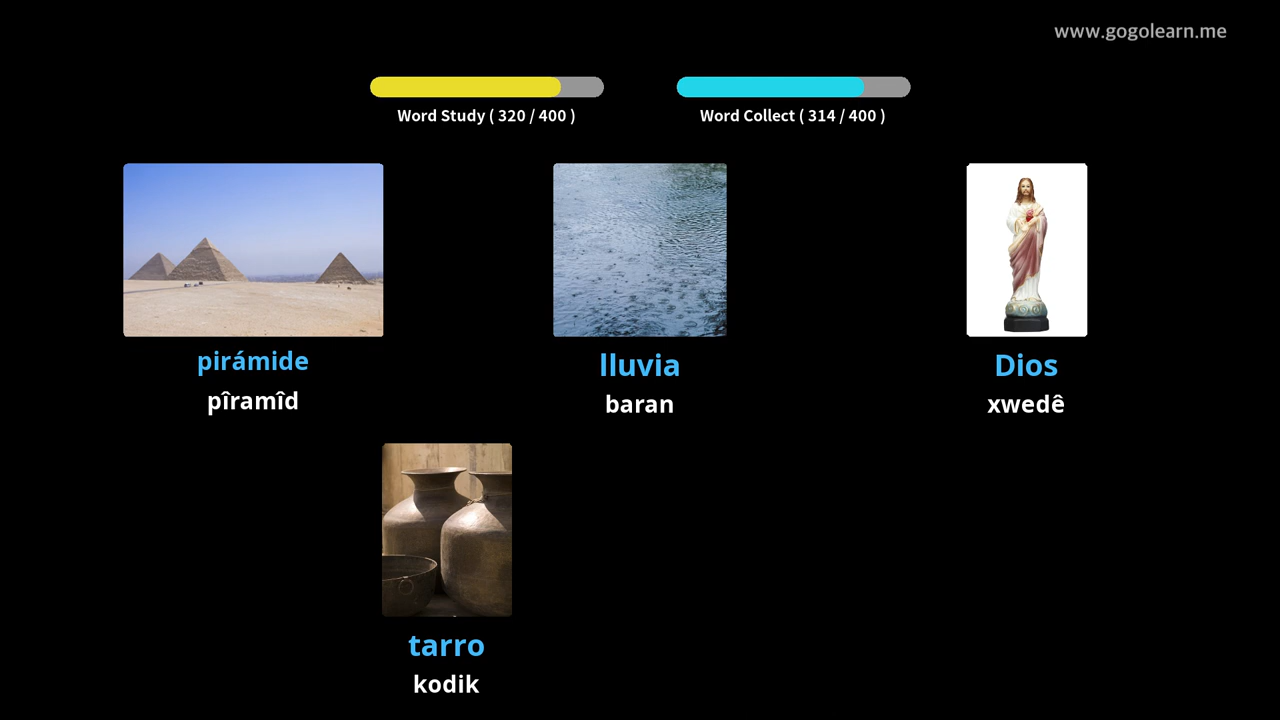 www.gogolearn.me
Word Study ( 320 / 400 )
Word Collect ( 314 / 400 )
pirámide
pîramîd
lluvia
baran
Dios
xwedê
tarro
kodik